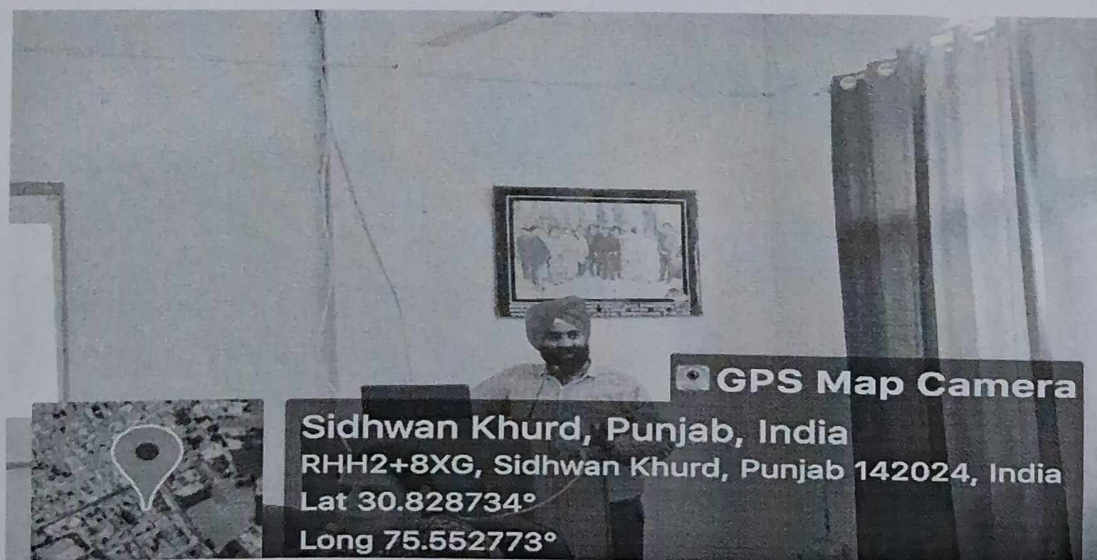 GPS Map Camera
Sidhwan Khurd, Punjab, India
RHH2+8XG, Sidhwan Khurd, Punjab 142024, India
Lat 30.828734°
Long 75.552773°